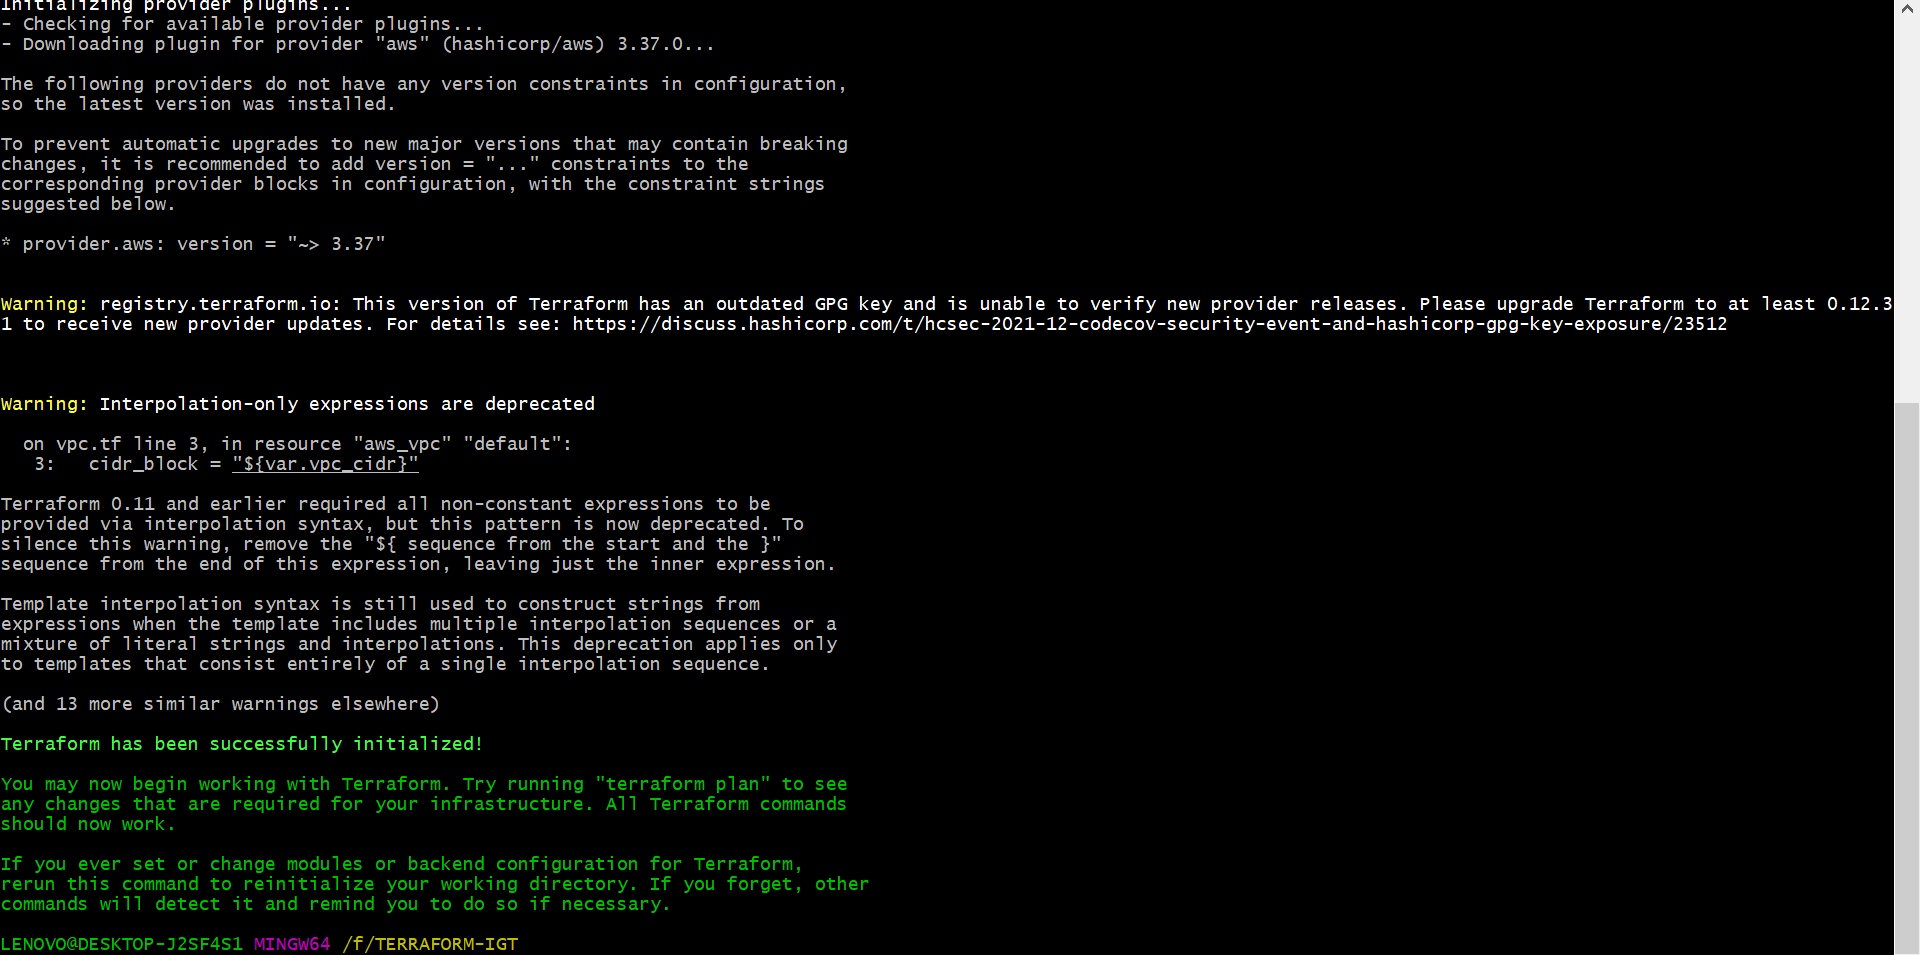 Initializing provider plugins...
- Checking for available provider plugins...
- Downloading plugin for provider "aws" (hashicorp/aws) 3.37.0...
The following providers do not have any version constraints in configuration,
so the latest version was installed.
To prevent automatic upgrades to new major versions that may contain breaking
changes, it is recommended to add version = "..." constraints to the
corresponding provider blocks in configuration, with the constraint strings
suggested below.
* provider.aws: version = "~> 3.37"
Warning: registry.terraform.io: This version of Terraform has an outdated GPG key and is unable to verify new provider releases. Please upgrade Terraform to at least 0.12.3
1 to receive new provider updates. For details see: https://discuss.hashicorp.com/t/hcsec-2021-12-codecov-security-event-and-hashicorp-gpg-key-exposure/23512
Warning: Interpolation-only expressions are deprecated
on vpc.tf line 3, in resource "aws_vpc" "default":
3:   cidr_block = "${var.vpc_cidr}"
Terraform 0.11 and earlier required all non-constant expressions to be
provided via interpolation syntax, but this pattern is now deprecated. To
silence this warning, remove the "${ sequence from the start and the }"
sequence from the end of this expression, leaving just the inner expression.
Template interpolation syntax is still used to construct strings from
expressions when the template includes multiple interpolation sequences or a
mixture of literal strings and interpolations. This deprecation applies only
to templates that consist entirely of a single interpolation sequence.
(and 13 more similar warnings elsewhere)
Terraform has been successfully initialized!
You may now begin working with Terraform. Try running "terraform plan" to see
any changes that are required for your infrastructure. All Terraform commands
should now work.
If you ever set or change modules or backend configuration for Terraform,
rerun this command to reinitialize your working directory. If you forget, other
commands will detect it and remind you to do so if necessary.
LENOVO@DESKTOP-J2SF4S1 MINGW64 /f/TERRAFORM-IGT